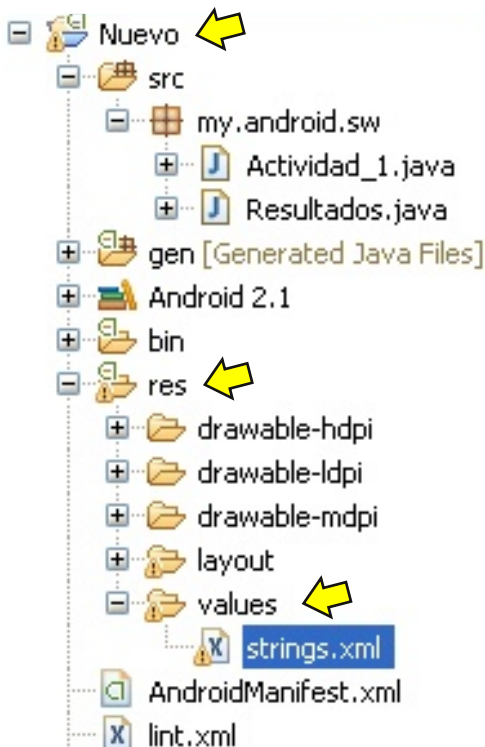 Nuevo
src
my.android.sw
Actividad_1.java
Resultados.java
gen [Generated Java Files]
Android 2.1
bin
res
drawable-hdpi
drawable-ldpi
drawable-mdpi
layout
values
strings.xml
AndroidManifest.xml
lint.xml